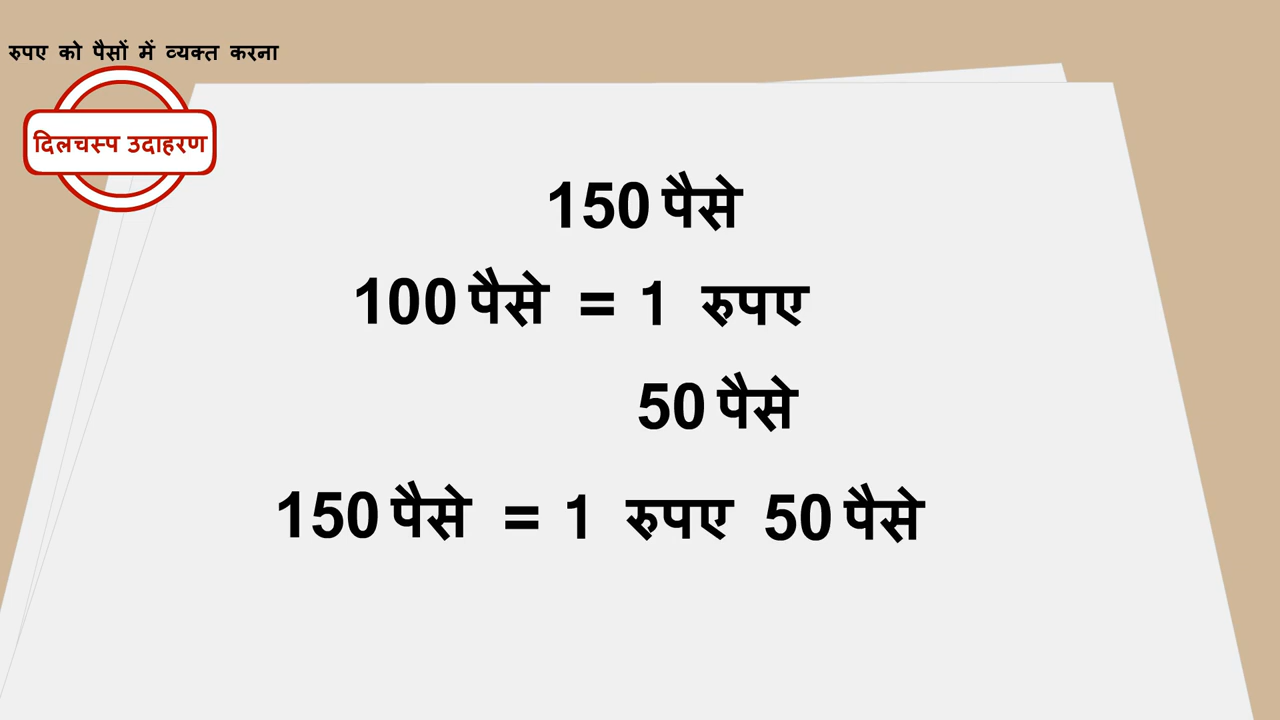 रुपए को पैसों में व्यक्त करना
दिलचस्प उदाहरण
150 पैसे
100 पैसे = 1 रुपए
50 पैसे
150 पैसे = 1 रुपए 50 पैसे